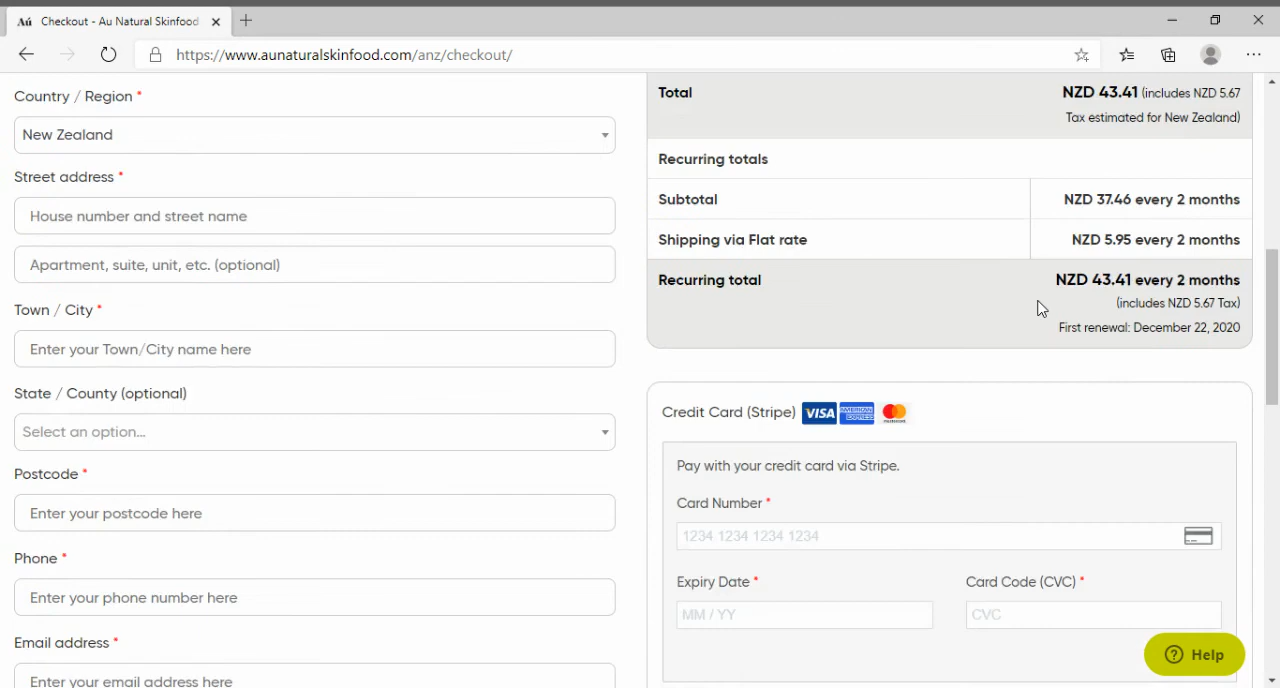 Aú Checkout - Au Natural Skinfood
https://www.aunaturalskinfood.com/anz/checkout/
Country / Region *
New Zealand
Street address *
House number and street name
Apartment, suite, unit, etc. (optional)
Town / City *
Enter your Town/City name here
State / County (optional)
Select an option...
Postcode *
Enter your postcode here
Phone *
Enter your phone number here
Email address *
Enter your email address here
Total NZD 43.41 (includes NZD 5.67
Tax estimated for New Zealand)
Recurring totals
Subtotal NZD 37.46 every 2 months
Shipping via Flat rate NZD 5.95 every 2 months
Recurring total NZD 43.41 every 2 months
(includes NZD 5.67 Tax)
First renewal: December 22, 2020
Credit Card (Stripe) VISA AMERICAN EXPRESS
Pay with your credit card via Stripe.
Card Number *
1234 1234 1234 1234
Expiry Date * Card Code (CVC) *
MM / YY CVC
Help